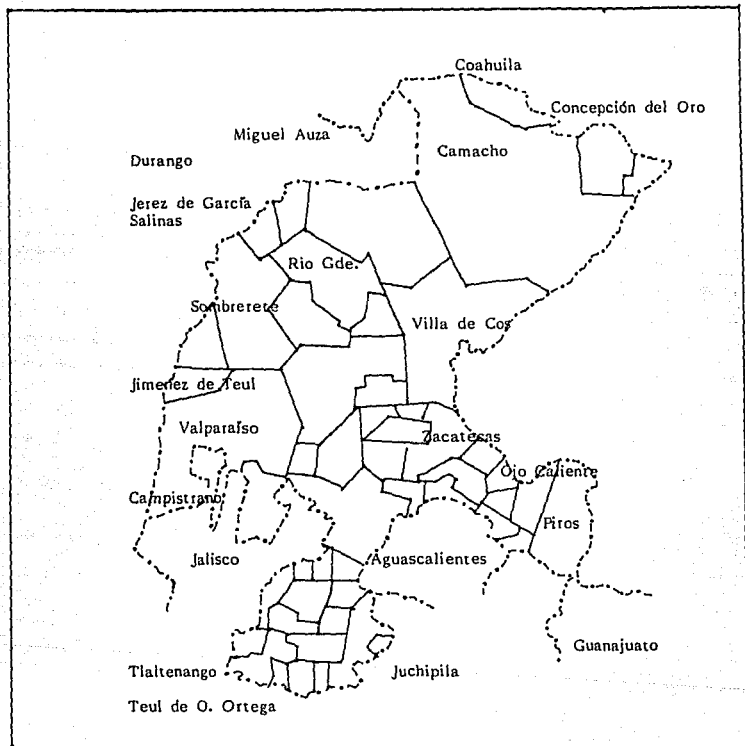 Coahuila
Concepción del Oro
Miguel Auza
Camacho
Durango
Jerez de García
Salinas
Rio Gde.
Sombrerete
Villa de Cos
Jimenez de Teul
Valparaíso
Zacatecas
Ojo Caliente
Campistrano
Piros
Jalisco
Aguascalientes
Guanajuato
Tlaltenango
Juchipila
Teul de O. Ortega